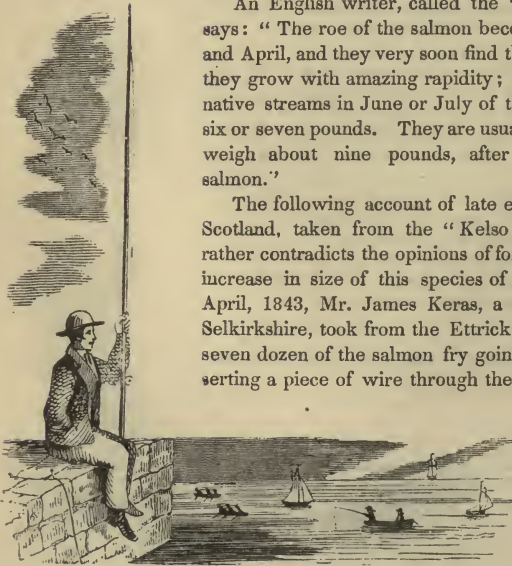 An English writer, called the
says: “ The roe of the salmon
and April, and they very soon find
they grow with amazing rapidity;
native streams in June or July of
six or seven pounds. They are
weigh about nine pounds, after
salmon.”
The following account of late
Scotland, taken from the “ Kelso
rather contradicts the opinions of
increase in size of this species of
April, 1843, Mr. James Keras, a
Selkirkshire, took from the Ettrick
seven dozen of the salmon fry
serting a piece of wire through the